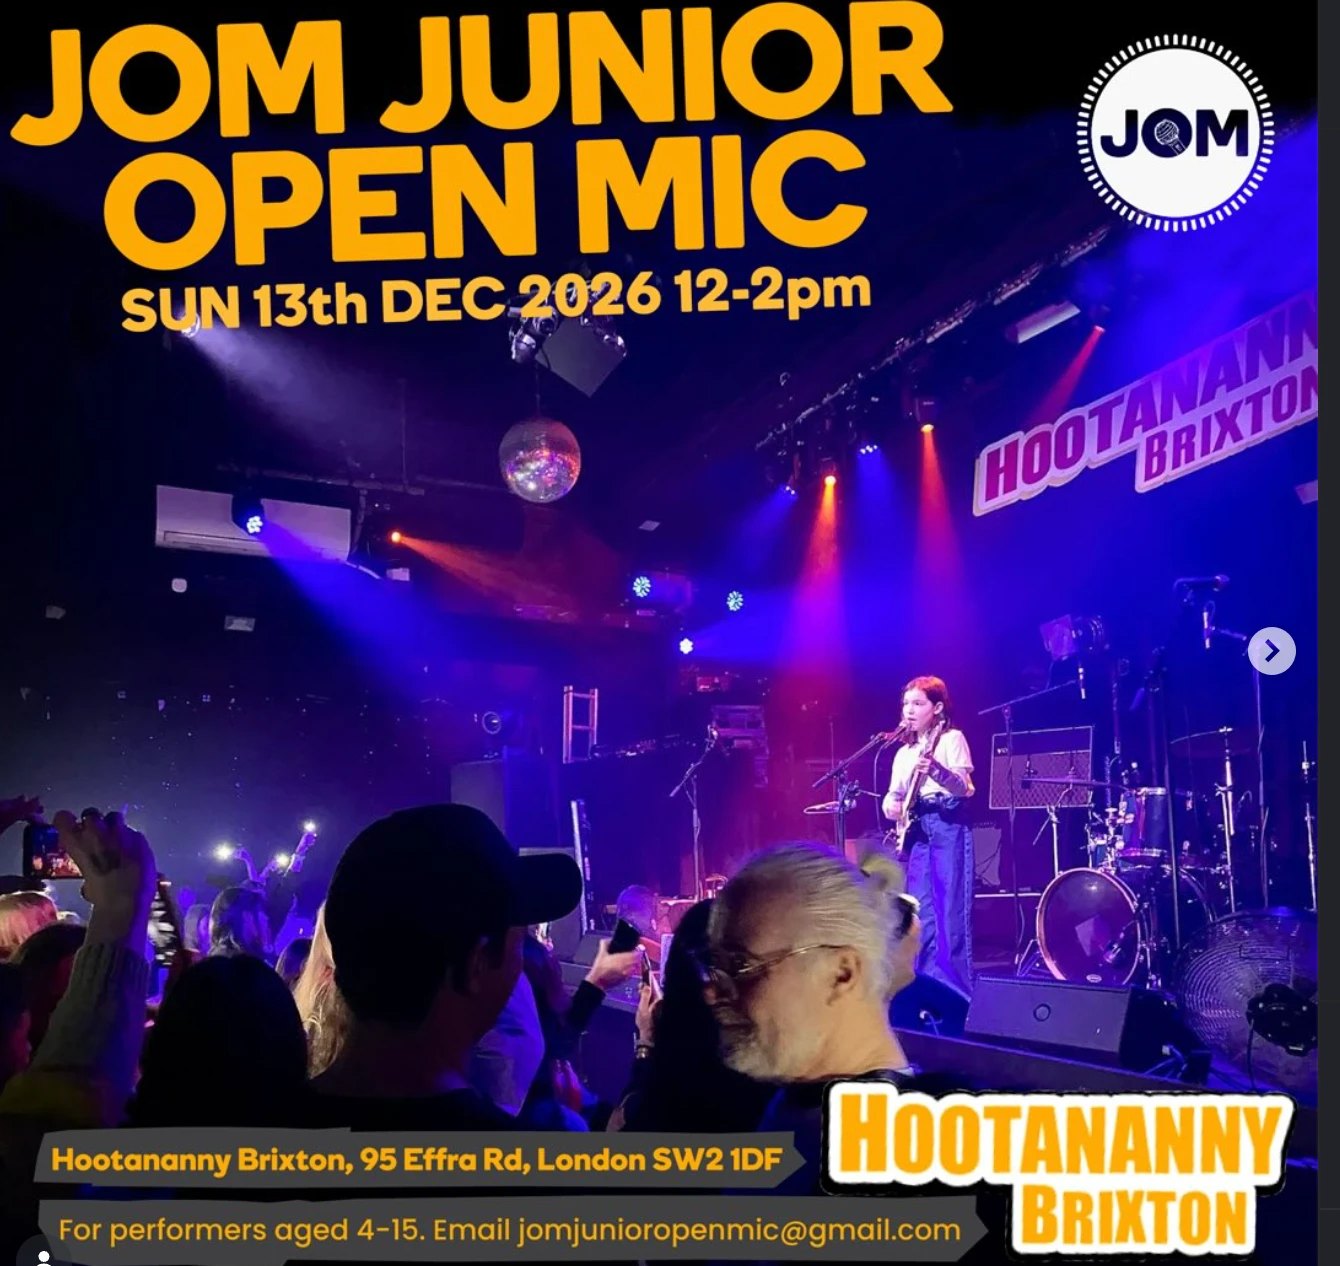 JOM JUNIOR
OPEN MIC
SUN 13th DEC 2026 12-2pm
JOM
HOOTANANN
BRIXTON
Hootananny Brixton, 95 Effra Rd, London SW2 1DF
For performers aged 4-15. Email jomjunioropenmic@gmail.com
HOOTANANNY
BRIXTON